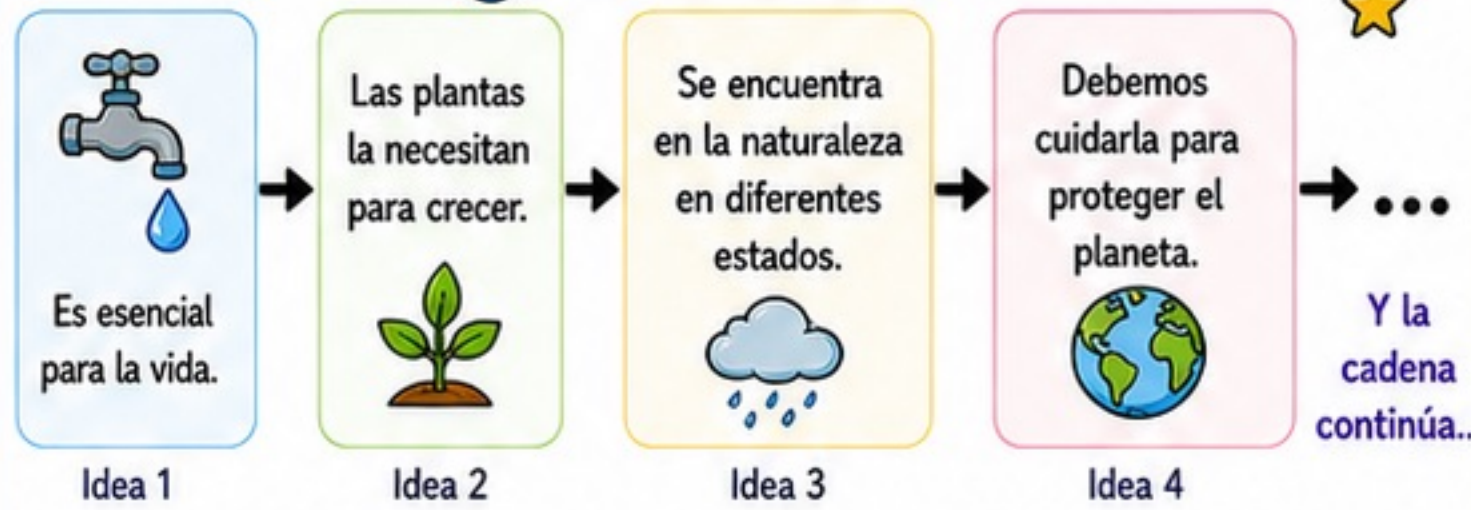 Es esencial
para la vida.
Las plantas
la necesitan
para crecer.
Se encuentra
en la naturaleza
en diferentes
estados.
Debemos
cuidarla para
proteger el
planeta.
...
Y la
cadena
continúa..
Idea 1
Idea 2
Idea 3
Idea 4